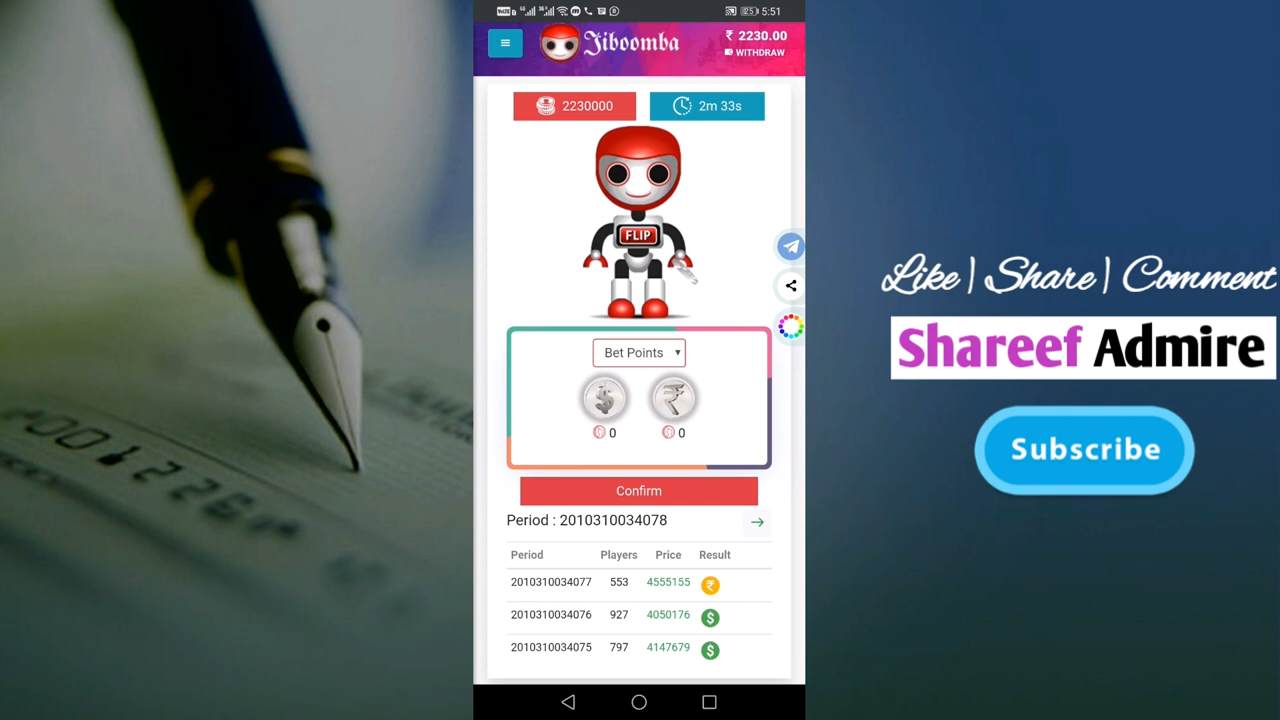 5:51
Jiboomba
₹ 2230.00
WITHDRAW
2230000
2m 33s
FLIP
Bet Points
$ ₹
0 0
Confirm
Period : 2010310034078
Period Players Price Result
2010310034077 553 4555155 ₹
2010310034076 927 4050176 $
2010310034075 797 4147679 $
Like | Share | Comment
Shareef Admire
Subscribe